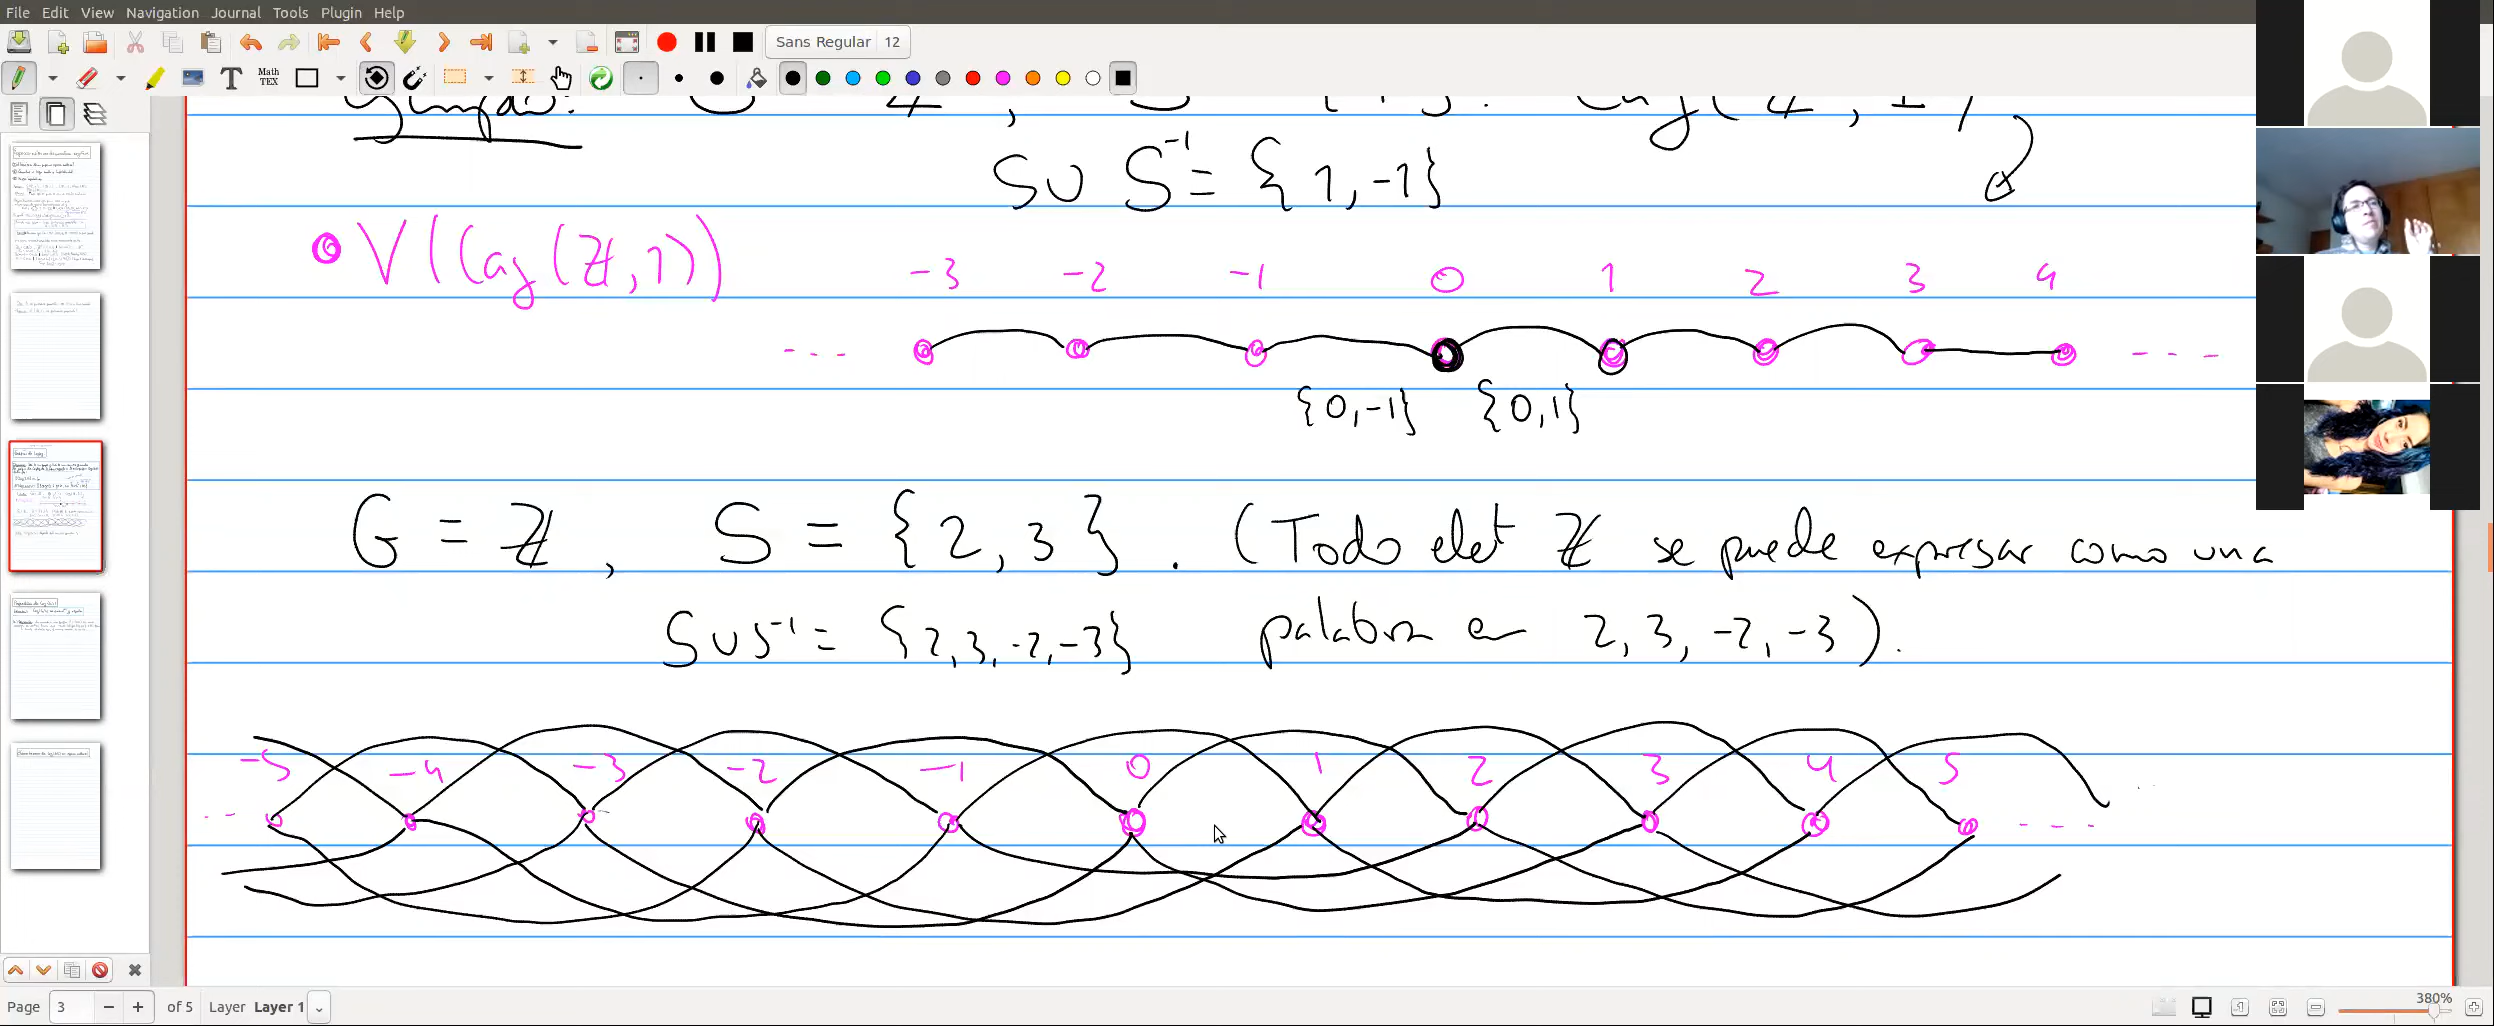 File Edit View Navigation Journal Tools Plugin Help
Sans Regular 12
Math TEX
S∪S⁻¹ = {1, -1}
V(Cay(ℤ, 1))
-3 -2 -1 0 1 2 3 4
... ...
{0, -1} {0, 1}
G = ℤ, S = {2, 3}. (Todo elet ℤ se puede expresar como una
S∪S⁻¹ = {2, 3, -2, -3} palabra en 2, 3, -2, -3).
-5 -4 -3 -2 -1 0 1 2 3 4 5
... ...
Page 3 of 5 Layer Layer 1
380%